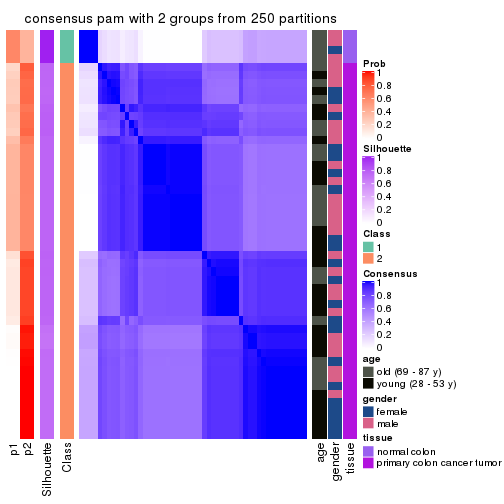 consensus pam with 2 groups from 250 partitions
Prob
1
0.8
0.6
0.4
0.2
0
Silhouette
1
0.8
0.6
0.4
0.2
0
Class
1
2
Consensus
1
0.8
0.6
0.4
0.2
0
age
old (69 - 87 y)
young (28 - 53 y)
gender
female
male
tissue
normal colon
primary colon cancer tumor
p1
p2
Silhouette
Class
age
gender
tissue